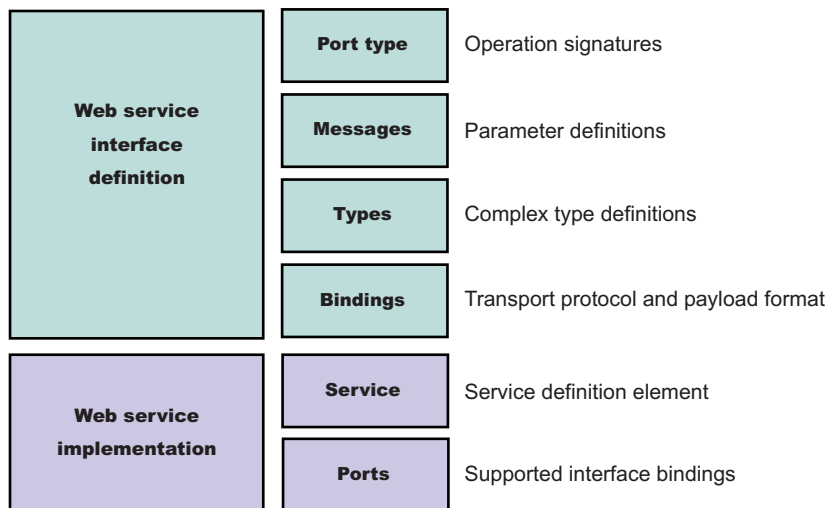 Web service
interface
definition
Port type
Operation signatures
Messages
Parameter definitions
Types
Complex type definitions
Bindings
Transport protocol and payload format
Web service
implementation
Service
Service definition element
Ports
Supported interface bindings